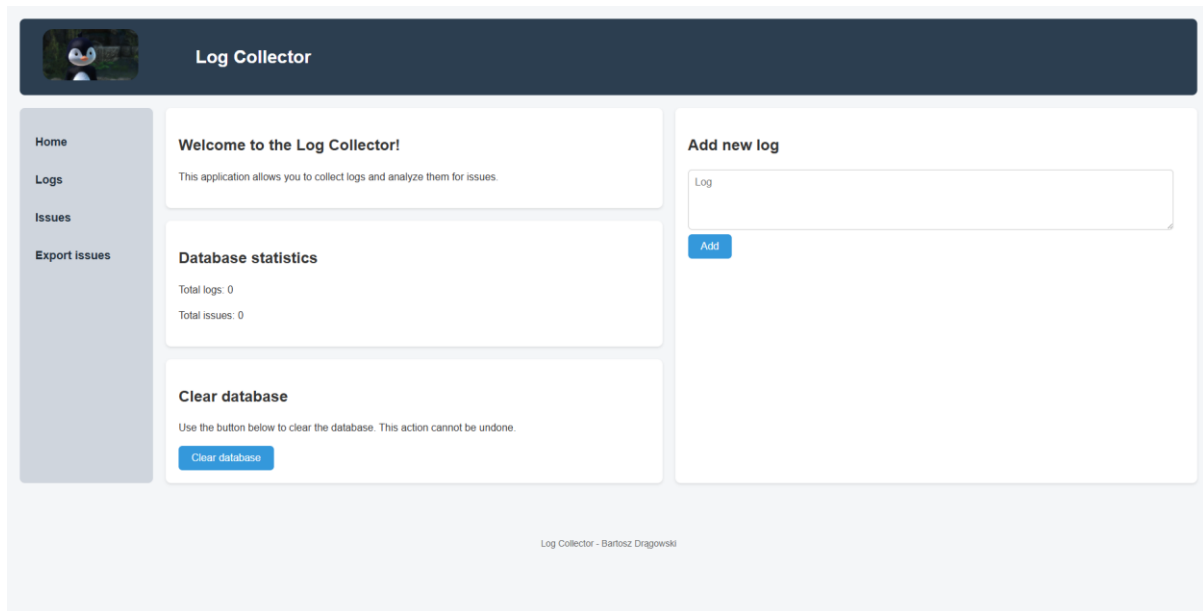 Log Collector
Home
Logs
Issues
Export issues
Welcome to the Log Collector!
This application allows you to collect logs and analyze them for issues.
Database statistics
Total logs: 0
Total issues: 0
Clear database
Use the button below to clear the database. This action cannot be undone.
Clear database
Add new log
Log
Add
Log Collector - Bartosz Drągowski